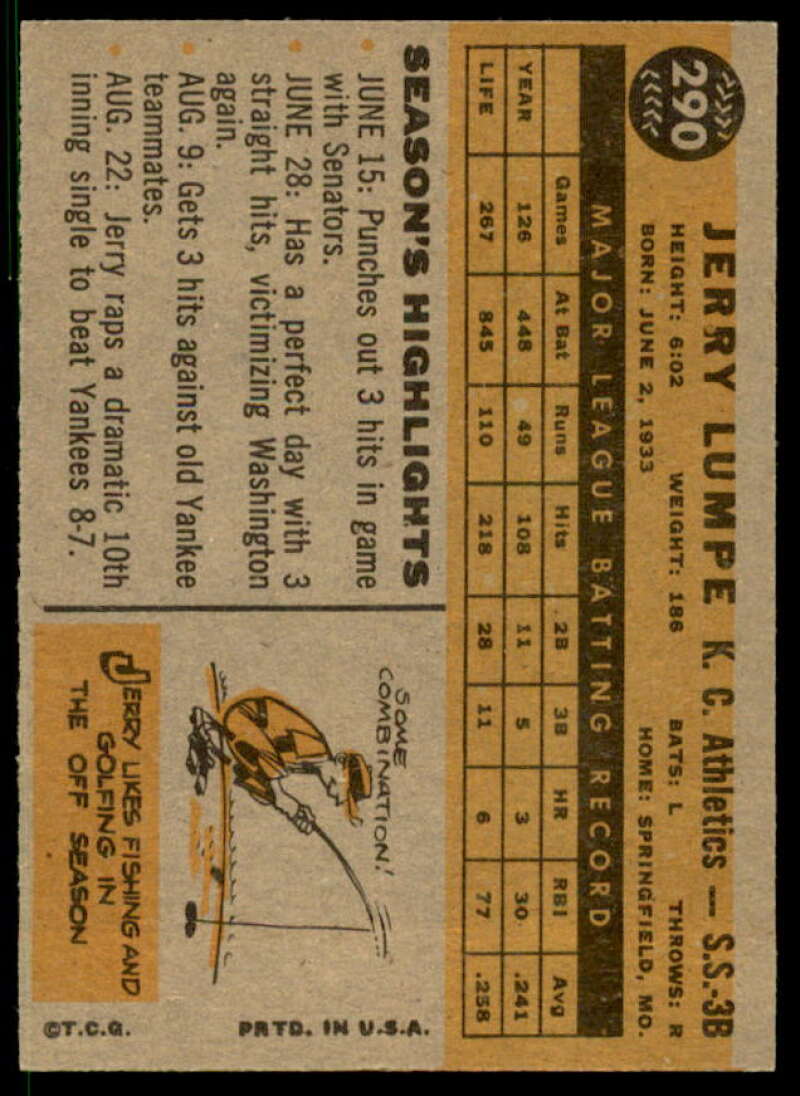 290
JERRY LUMPE K. C. Athletics — S.S.-3B
HEIGHT: 6:02 WEIGHT: 186 BATS: L THROWS: R
BORN: JUNE 2, 1933 HOME: SPRINGFIELD, MO.
MAJOR LEAGUE BATTING RECORD
Games At Bat Runs Hits 2B 3B HR RBI Avg
YEAR 126 448 49 108 11 5 3 30 .241
LIFE 267 845 110 218 28 11 6 77 .258
SEASON'S HIGHLIGHTS
• JUNE 15: Punches out 3 hits in game
with Senators.
• JUNE 28: Has a perfect day with 3
straight hits, victimizing Washington
again.
• AUG. 9: Gets 3 hits against old Yankee
teammates.
• AUG. 22: Jerry raps a dramatic 10th
inning single to beat Yankees 8-7.
SOME
COMBINATION!
JERRY LIKES FISHING AND
GOLFING IN
THE OFF SEASON
©T.C.G. PRTD. IN U.S.A.